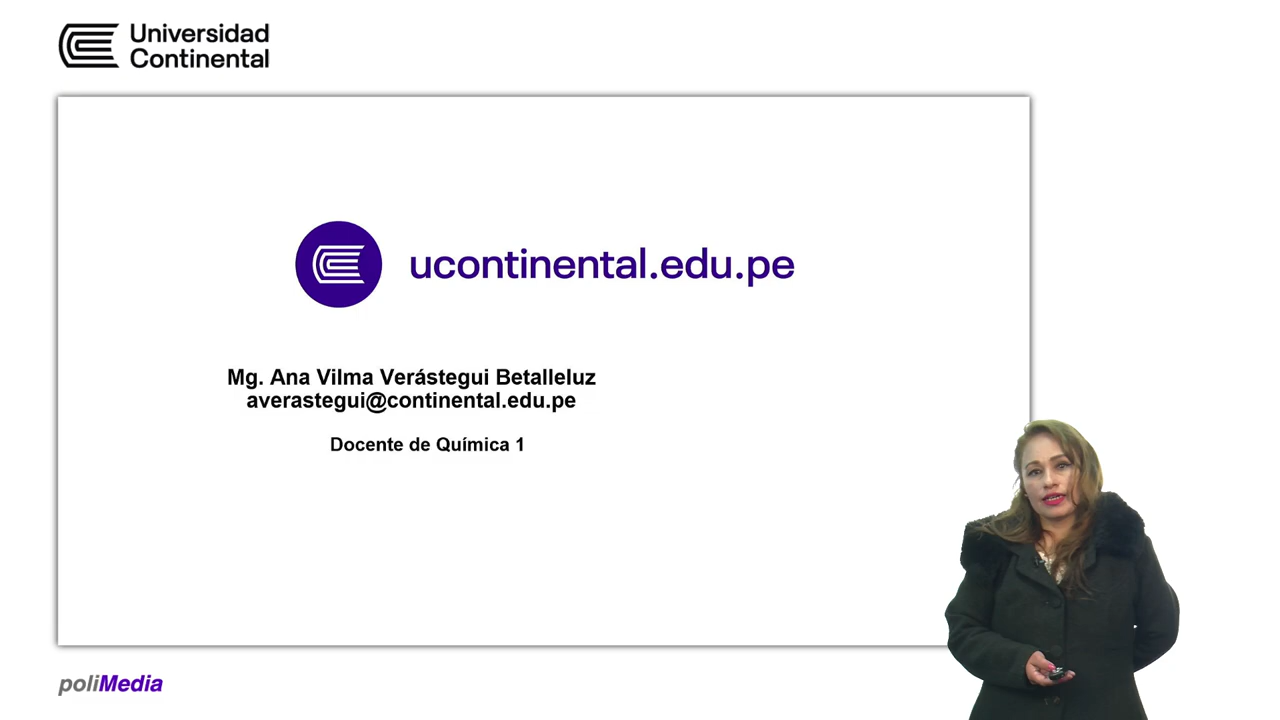 Universidad
Continental
ucontinental.edu.pe
Mg. Ana Vilma Verástegui Betalleluz
averastegui@continental.edu.pe
Docente de Química 1
poliMedia